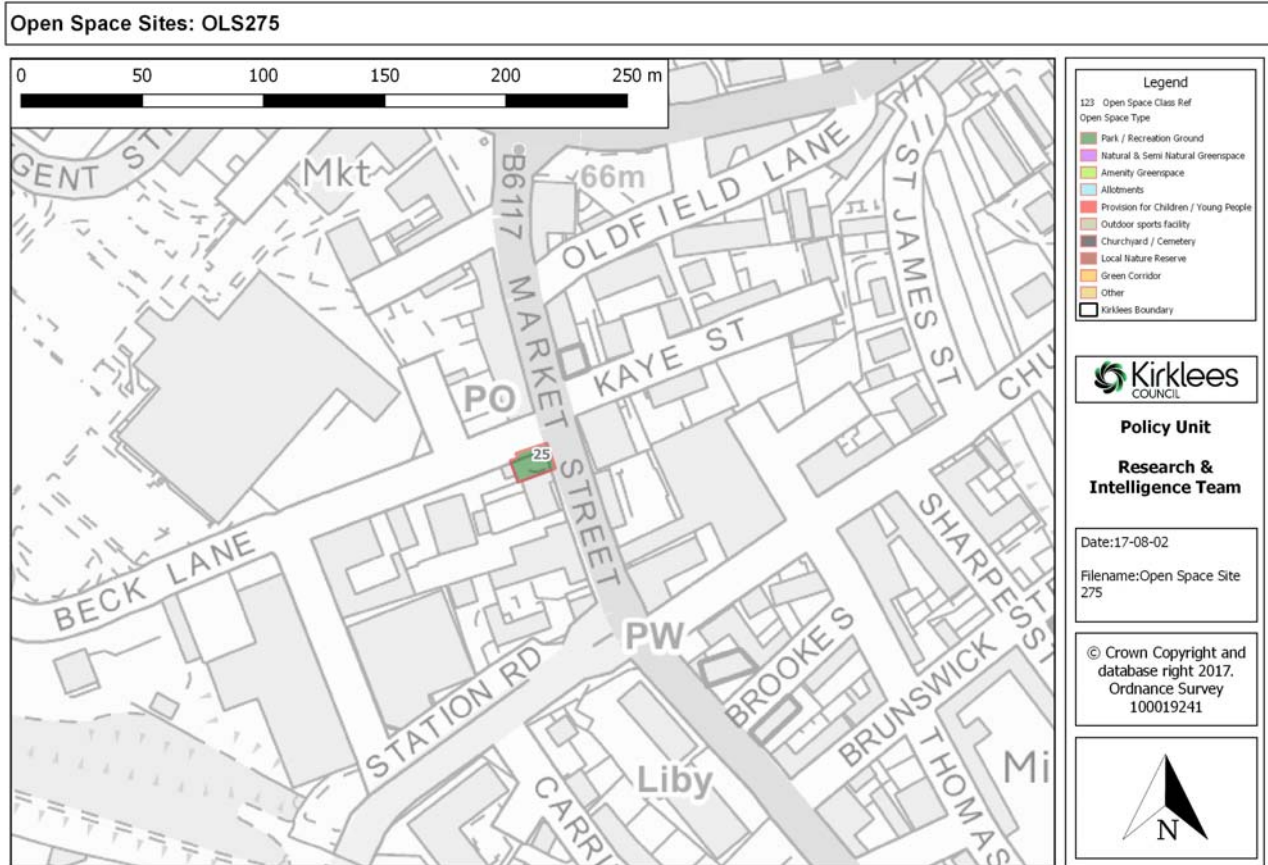 Open Space Sites: OLS275
0 50 100 150 200 250 m
GENT ST
Mkt
B6117
66m
OLDFIELD LANE
ST JAMES ST
MARKET STREET
KAYE ST
PO
25
CHU
BECK LANE
SHARPES ST
PW
STATION RD
BROOKE S
BRUNSWICK
THOMAS
Liby
CARRI
Mi
Legend
123 Open Space Class Ref
Open Space Type
Park / Recreation Ground
Natural & Semi Natural Greenspace
Amenity Greenspace
Allotments
Provision for Children / Young People
Outdoor sports facility
Churchyard / Cemetery
Local Nature Reserve
Green Corridor
Other
Kirklees Boundary
Kirklees
COUNCIL
Policy Unit
Research &
Intelligence Team
Date:17-08-02
Filename:Open Space Site
275
© Crown Copyright and
database right 2017.
Ordnance Survey
100019241
N